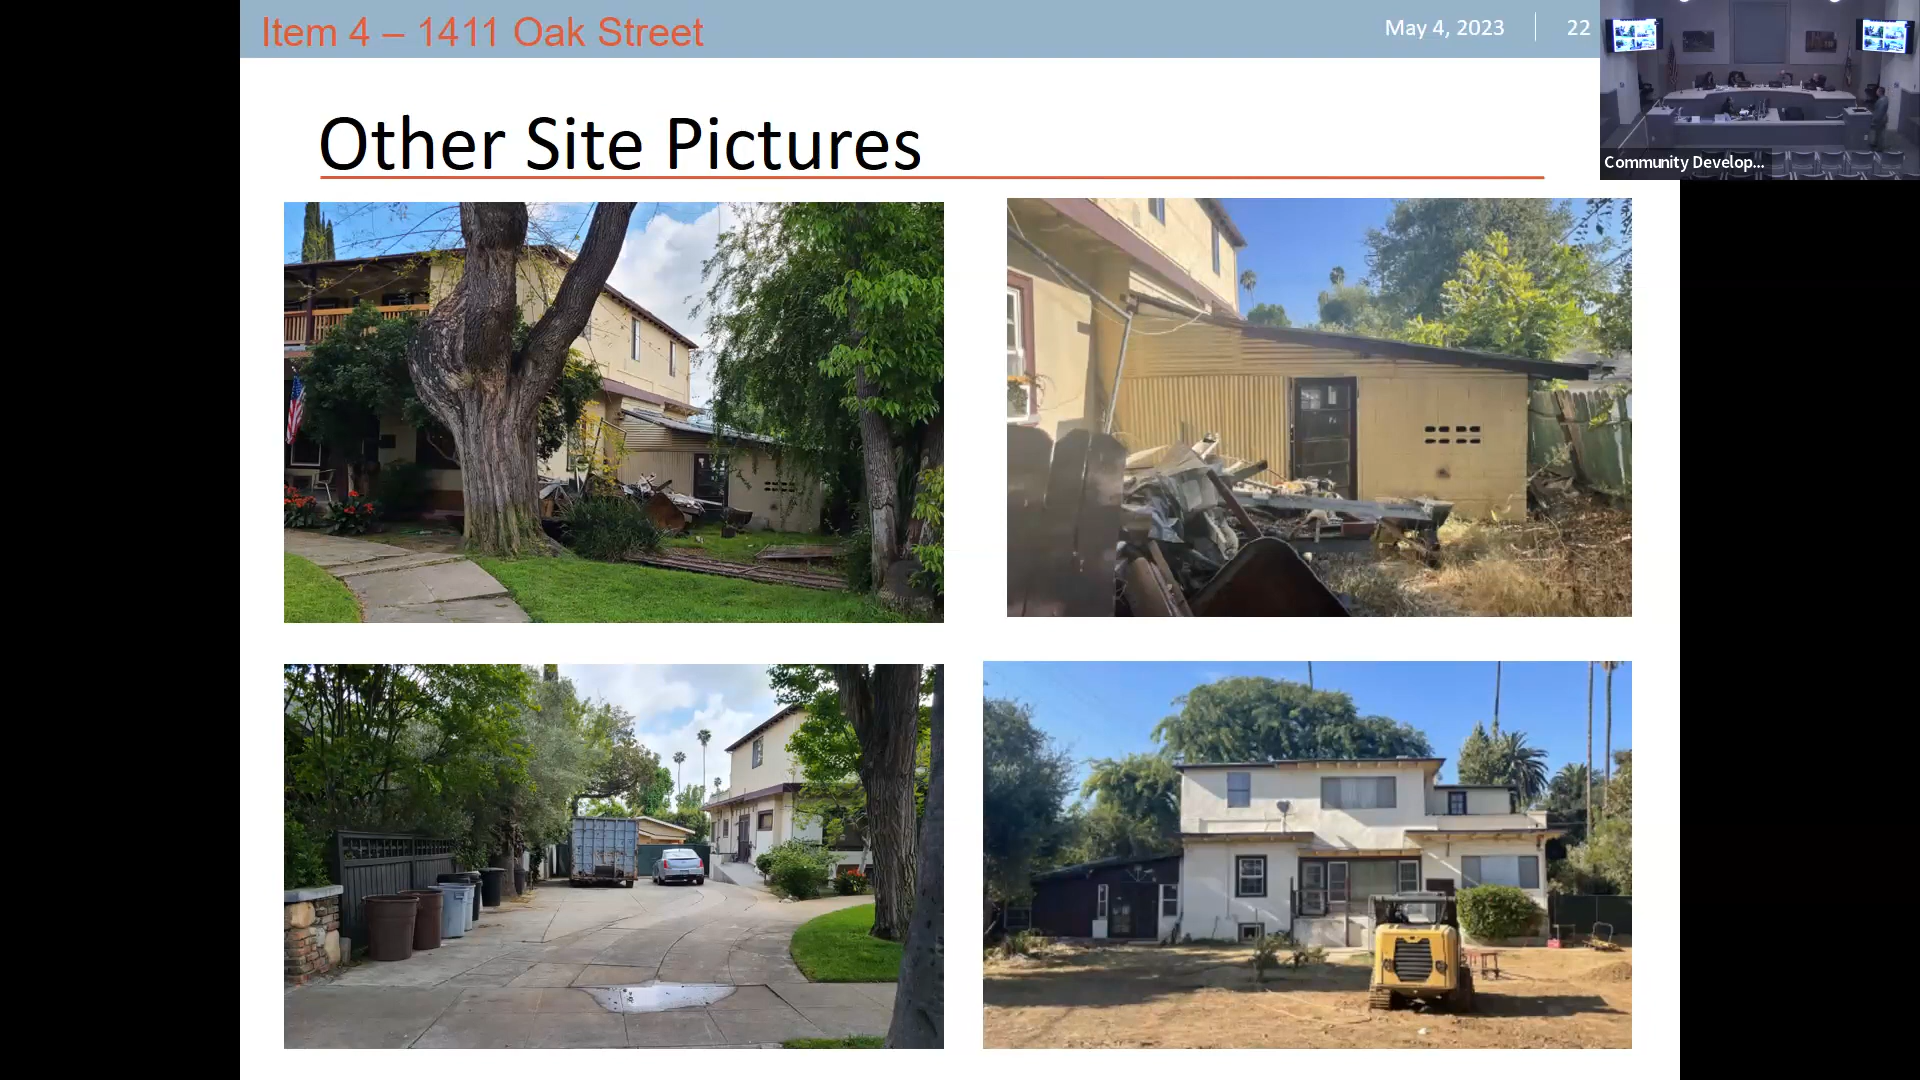 Item 4 – 1411 Oak Street
May 4, 2023
22
Community Develop...
Other Site Pictures